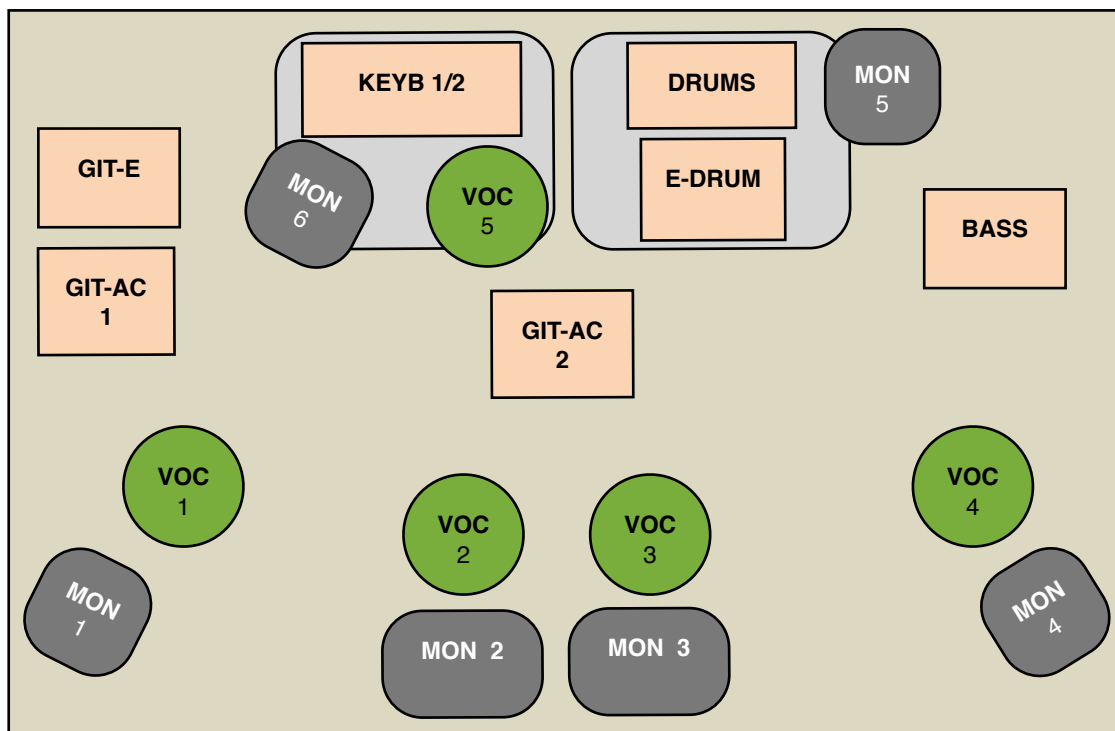 KEYB 1/2
DRUMS
MON
5
GIT-E
MON
6
VOC
5
E-DRUM
BASS
GIT-AC
1
GIT-AC
2
VOC
1
VOC
2
VOC
3
VOC
4
MON
1
MON 2
MON 3
MON
4